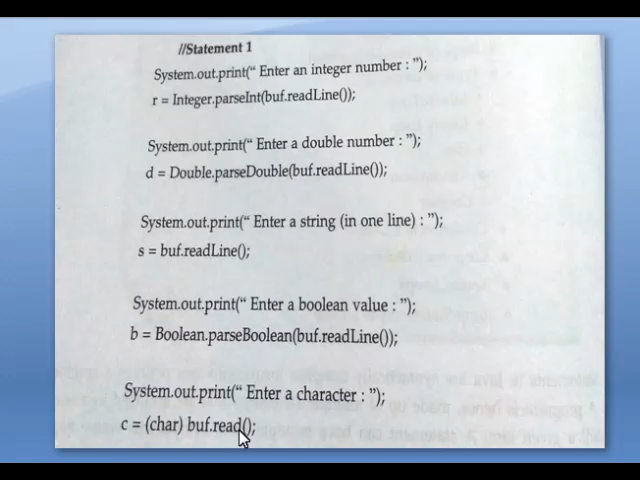 //Statement 1
System.out.print(“ Enter an integer number : ”);
r = Integer.parseInt(buf.readLine());
System.out.print(“ Enter a double number : ”);
d = Double.parseDouble(buf.readLine());
System.out.print(“ Enter a string (in one line) : ”);
s = buf.readLine();
System.out.print(“ Enter a boolean value : ”);
b = Boolean.parseBoolean(buf.readLine());
System.out.print(“ Enter a character : ”);
c = (char) buf.read();